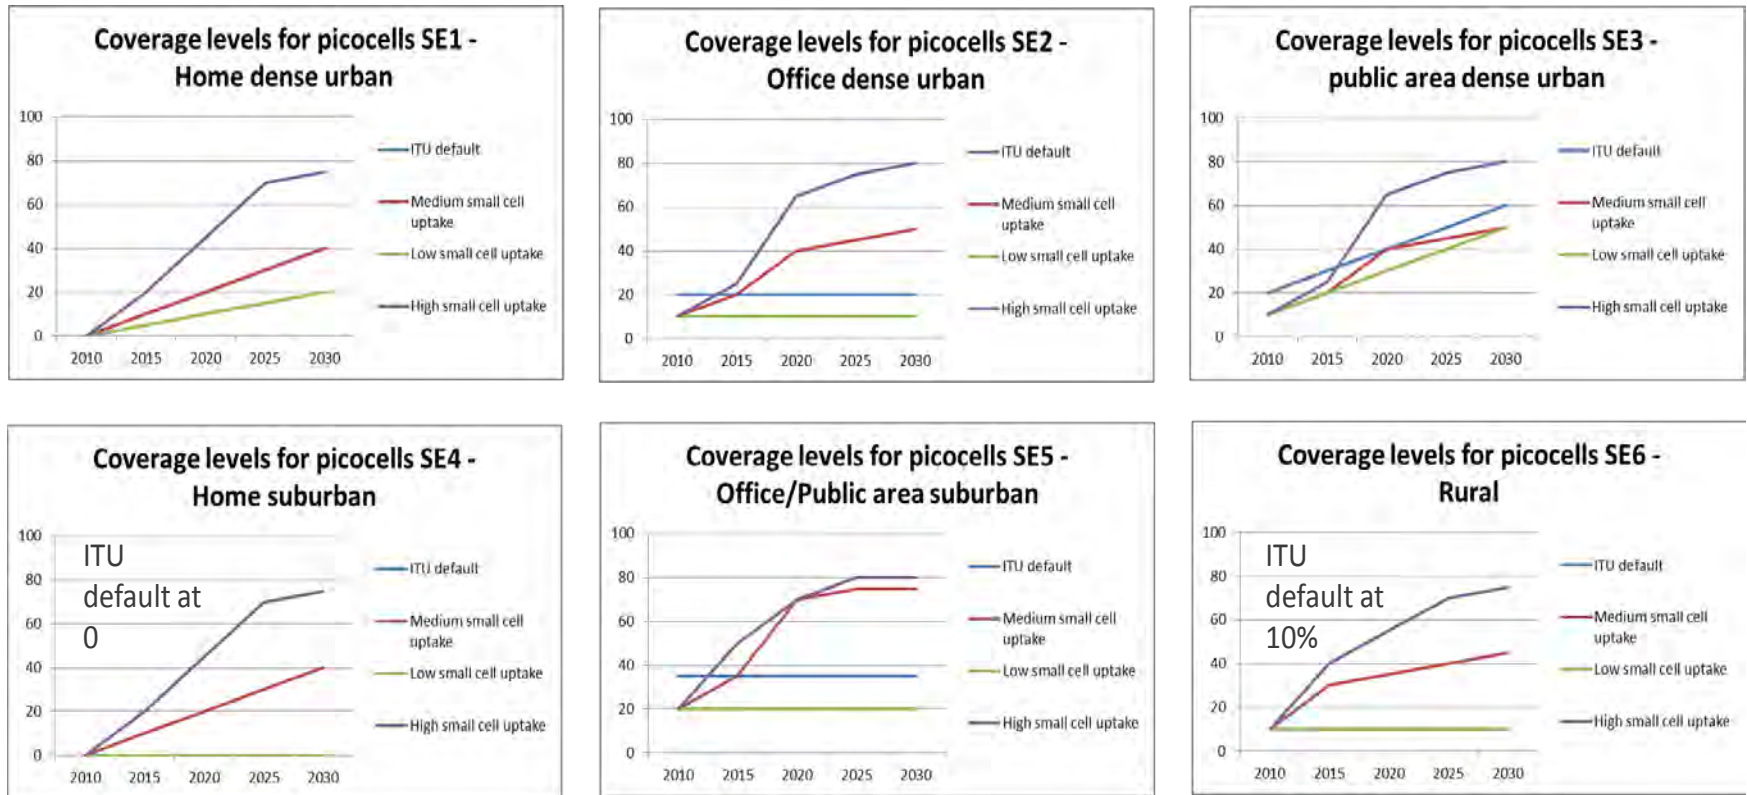 Coverage levels for picocells SE1 -
Home dense urban
100
80
60
40
20
0
2010 2015 2020 2025 2030
ITU default
Medium small cell
uptake
Low small cell uptake
High small cell uptake
Coverage levels for picocells SE2 -
Office dense urban
100
80
60
40
20
0
2010 2015 2020 2025 2030
ITU default
Medium small cell
uptake
Low small cell uptake
High small cell uptake
Coverage levels for picocells SE3 -
public area dense urban
100
80
60
40
20
0
2010 2015 2020 2025 2030
ITU default
Medium small cell
uptake
Low small cell uptake
High small cell uptake
Coverage levels for picocells SE4 -
Home suburban
100
80
60
40
20
0
2010 2015 2020 2025 2030
ITU
default at
0
ITU default
Medium small cell
uptake
Low small cell uptake
High small cell uptake
Coverage levels for picocells SE5 -
Office/Public area suburban
100
80
60
40
20
0
2010 2015 2020 2025 2030
ITU default
Medium small cell
uptake
Low small cell uptake
High small cell uptake
Coverage levels for picocells SE6 -
Rural
100
80
60
40
20
0
2010 2015 2020 2025 2030
ITU
default at
10%
ITU default
Medium small cell
uptake
Low small cell uptake
High small cell uptake